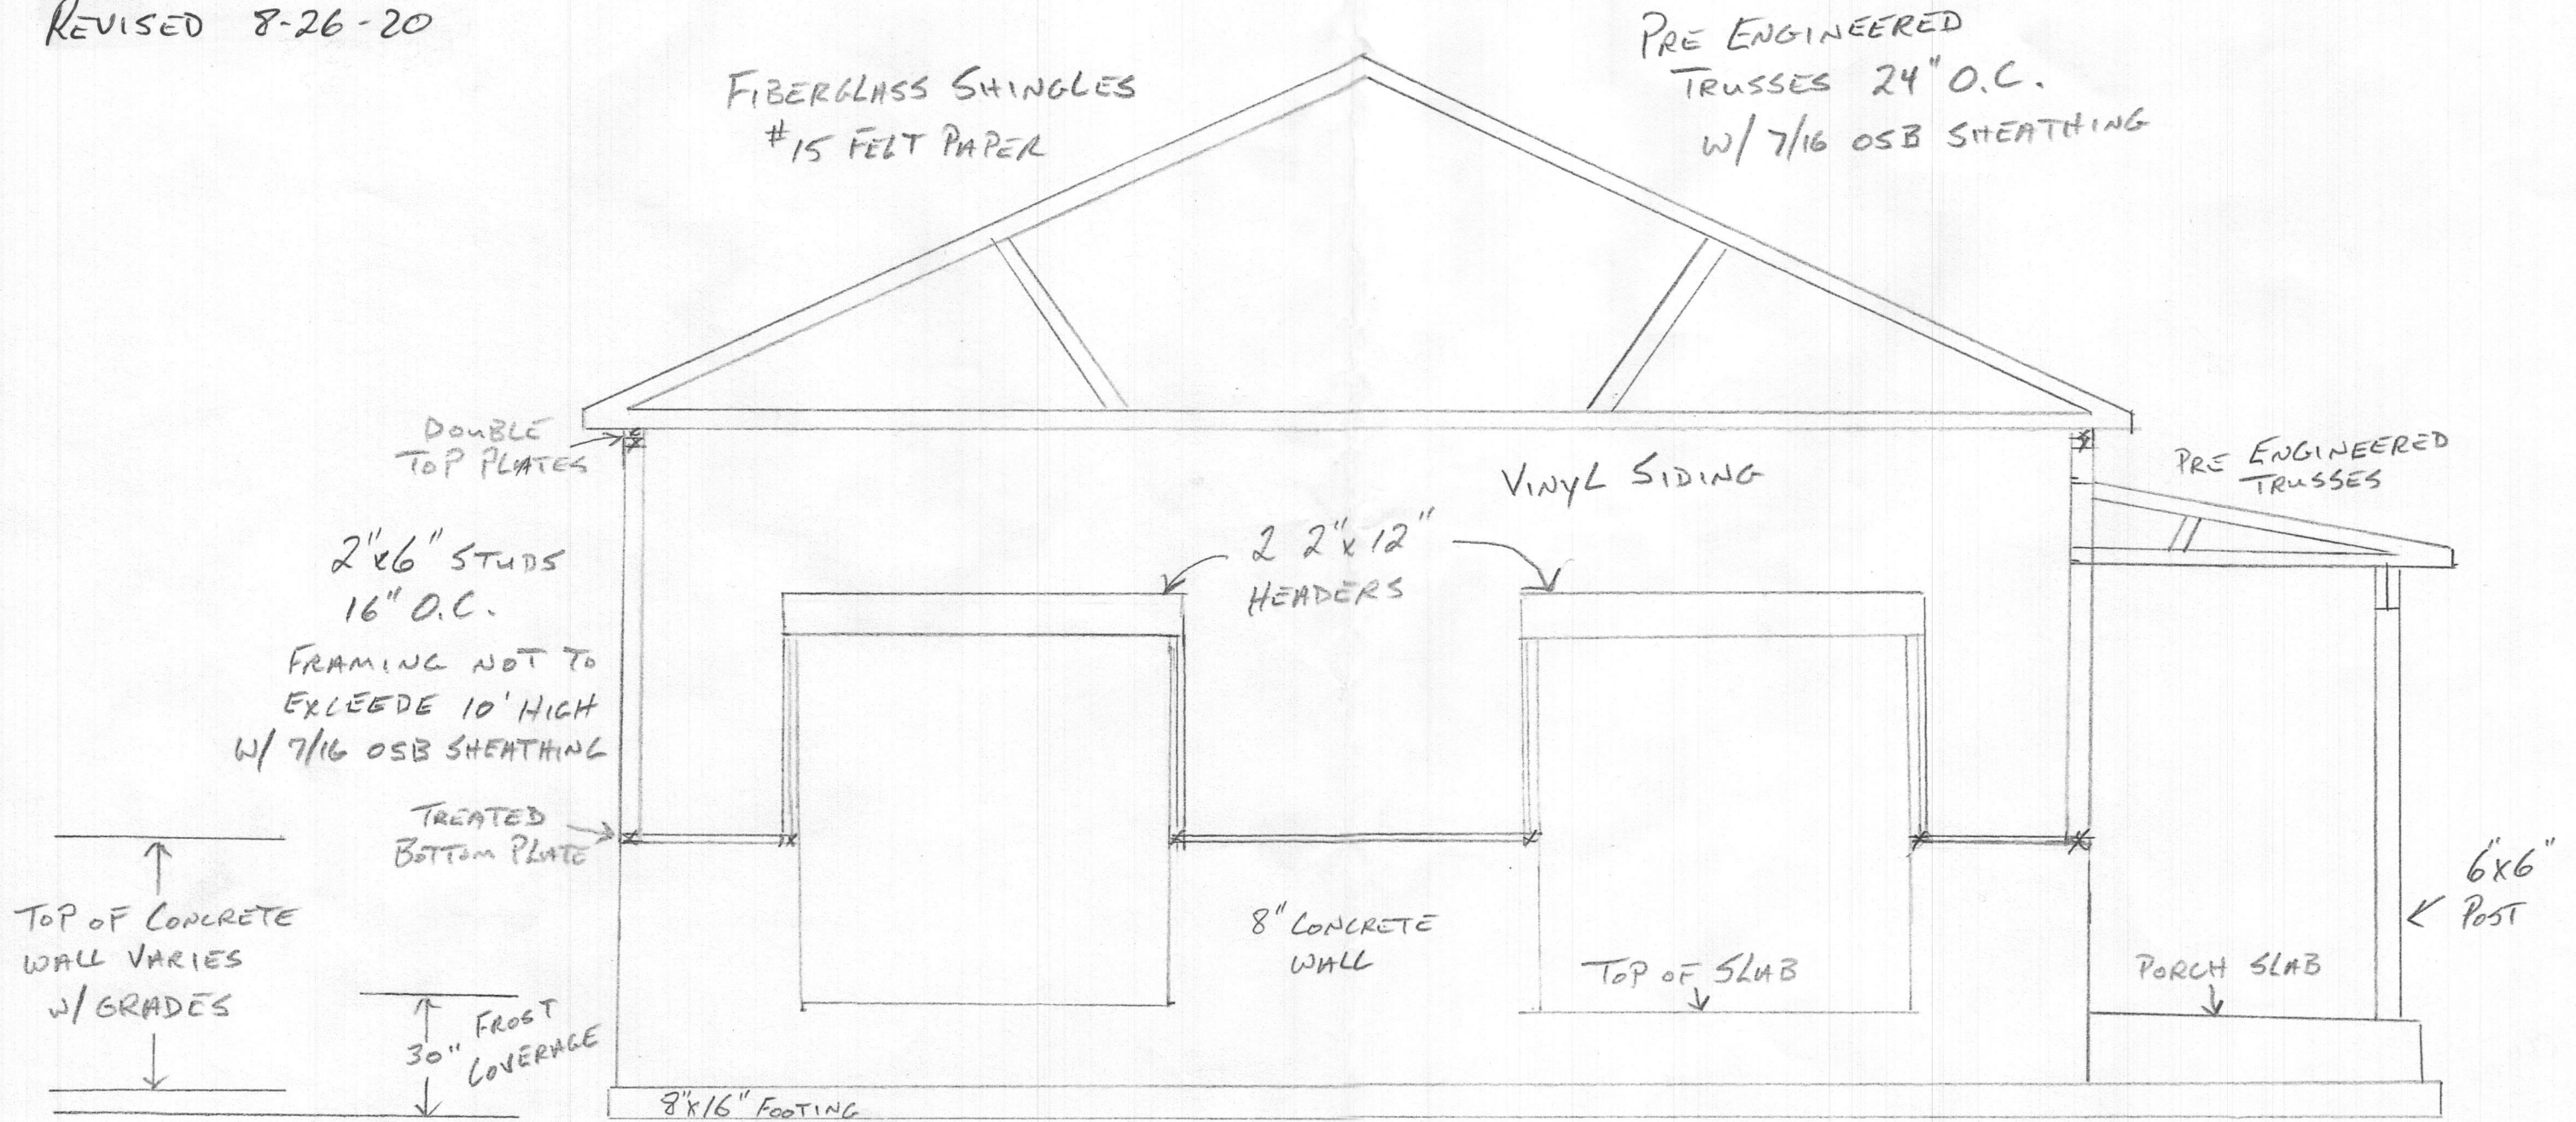 REVISED 8-26-20
FIBERGLASS SHINGLES
#15 FELT PAPER
PRE ENGINEERED
TRUSSES 24" O.C.
W/ 7/16 OSB SHEATHING
DOUBLE
TOP PLATES
VINYL SIDING
PRE ENGINEERED
TRUSSES
2"x6" STUDS
16" O.C.
FRAMING NOT TO
EXCEEDE 10' HIGH
W/ 7/16 OSB SHEATHING
2 2"x12"
HEADERS
TREATED
BOTTOM PLATE
TOP OF CONCRETE
WALL VARIES
W/ GRADES
30" FROST
COVERAGE
8" CONCRETE
WALL
TOP OF SLAB
PORCH SLAB
6"x6"
POST
8"x16" FOOTING